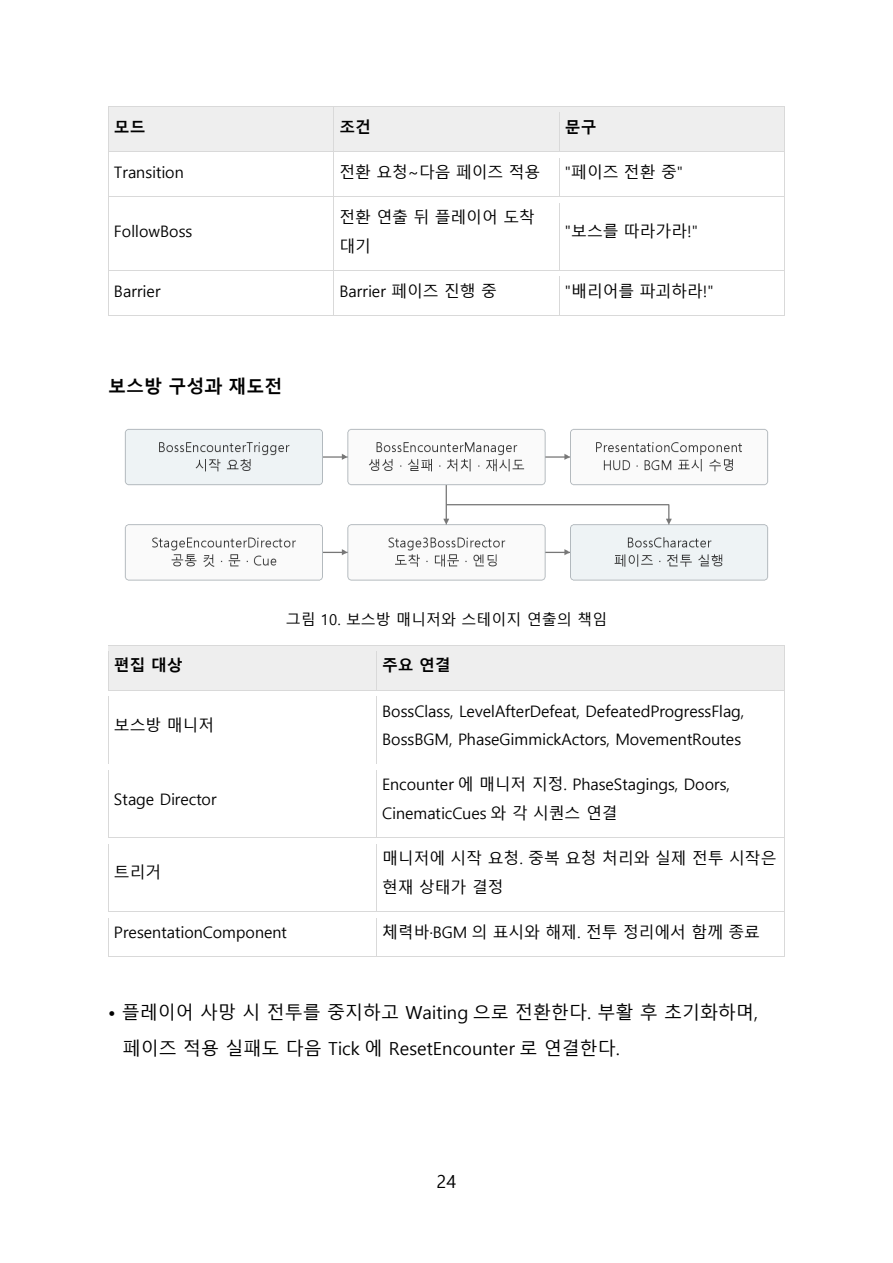 모드 조건 문구
Transition 전환 요청~다음 페이즈 적용 "페이즈 전환 중"
FollowBoss 전환 연출 뒤 플레이어 도착 대기 "보스를 따라가라!"
Barrier Barrier 페이즈 진행 중 "배리어를 파괴하라!"
보스방 구성과 재도전
BossEncounterTrigger
시작 요청
BossEncounterManager
생성 · 실패 · 처치 · 재시도
PresentationComponent
HUD · BGM 표시 수명
StageEncounterDirector
공통 컷 · 문 · Cue
Stage3BossDirector
도착 · 대문 · 엔딩
BossCharacter
페이즈 · 전투 실행
그림 10. 보스방 매니저와 스테이지 연출의 책임
편집 대상 주요 연결
보스방 매니저
BossClass, LevelAfterDefeat, DefeatedProgressFlag,
BossBGM, PhaseGimmickActors, MovementRoutes
Stage Director
Encounter 에 매니저 지정. PhaseStagings, Doors,
CinematicCues 와 각 시퀀스 연결
트리거
매니저에 시작 요청. 중복 요청 처리와 실제 전투 시작은
현재 상태가 결정
PresentationComponent 체력바·BGM 의 표시와 해제. 전투 정리에서 함께 종료
• 플레이어 사망 시 전투를 중지하고 Waiting 으로 전환한다. 부활 후 초기화하며,
페이즈 적용 실패도 다음 Tick 에 ResetEncounter 로 연결한다.
24